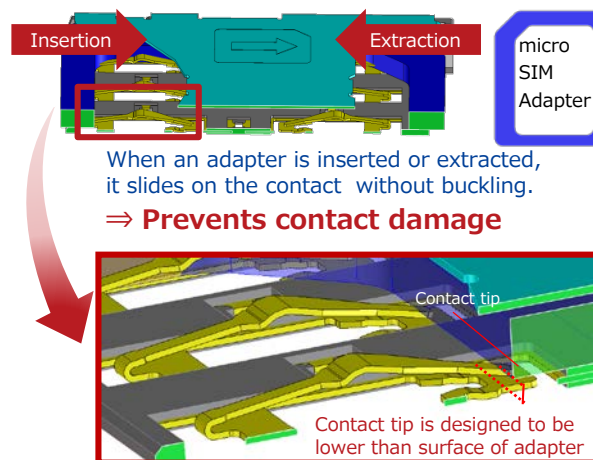 Insertion
Extraction
micro
SIM
Adapter
When an adapter is inserted or extracted,
it slides on the contact without buckling.
⇒ Prevents contact damage
Contact tip
Contact tip is designed to be
lower than surface of adapter